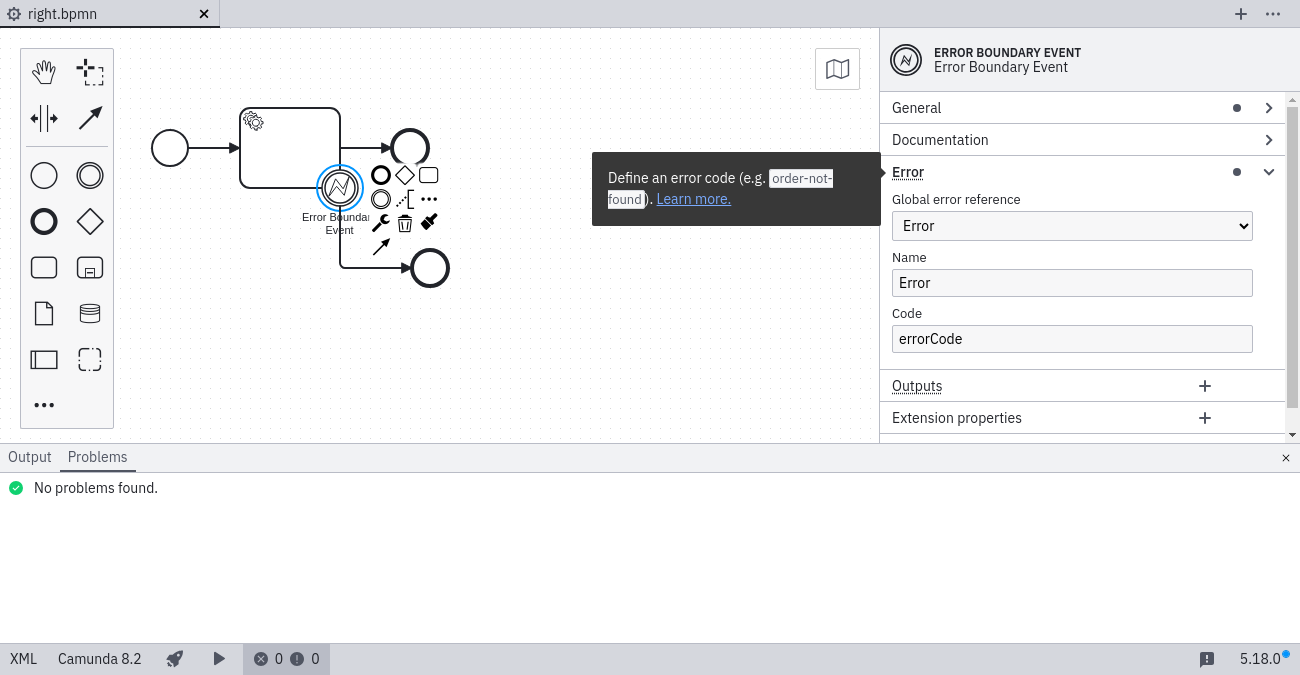 right.bpmn
ERROR BOUNDARY EVENT
Error Boundary Event
General
Documentation
Error
Define an error code (e.g. order-not-
found). Learn more.
Global error reference
Error
Name
Error
Code
errorCode
Outputs
Extension properties
Error Boundar
Event
Output
Problems
No problems found.
XML
Camunda 8.2
0
0
5.18.0